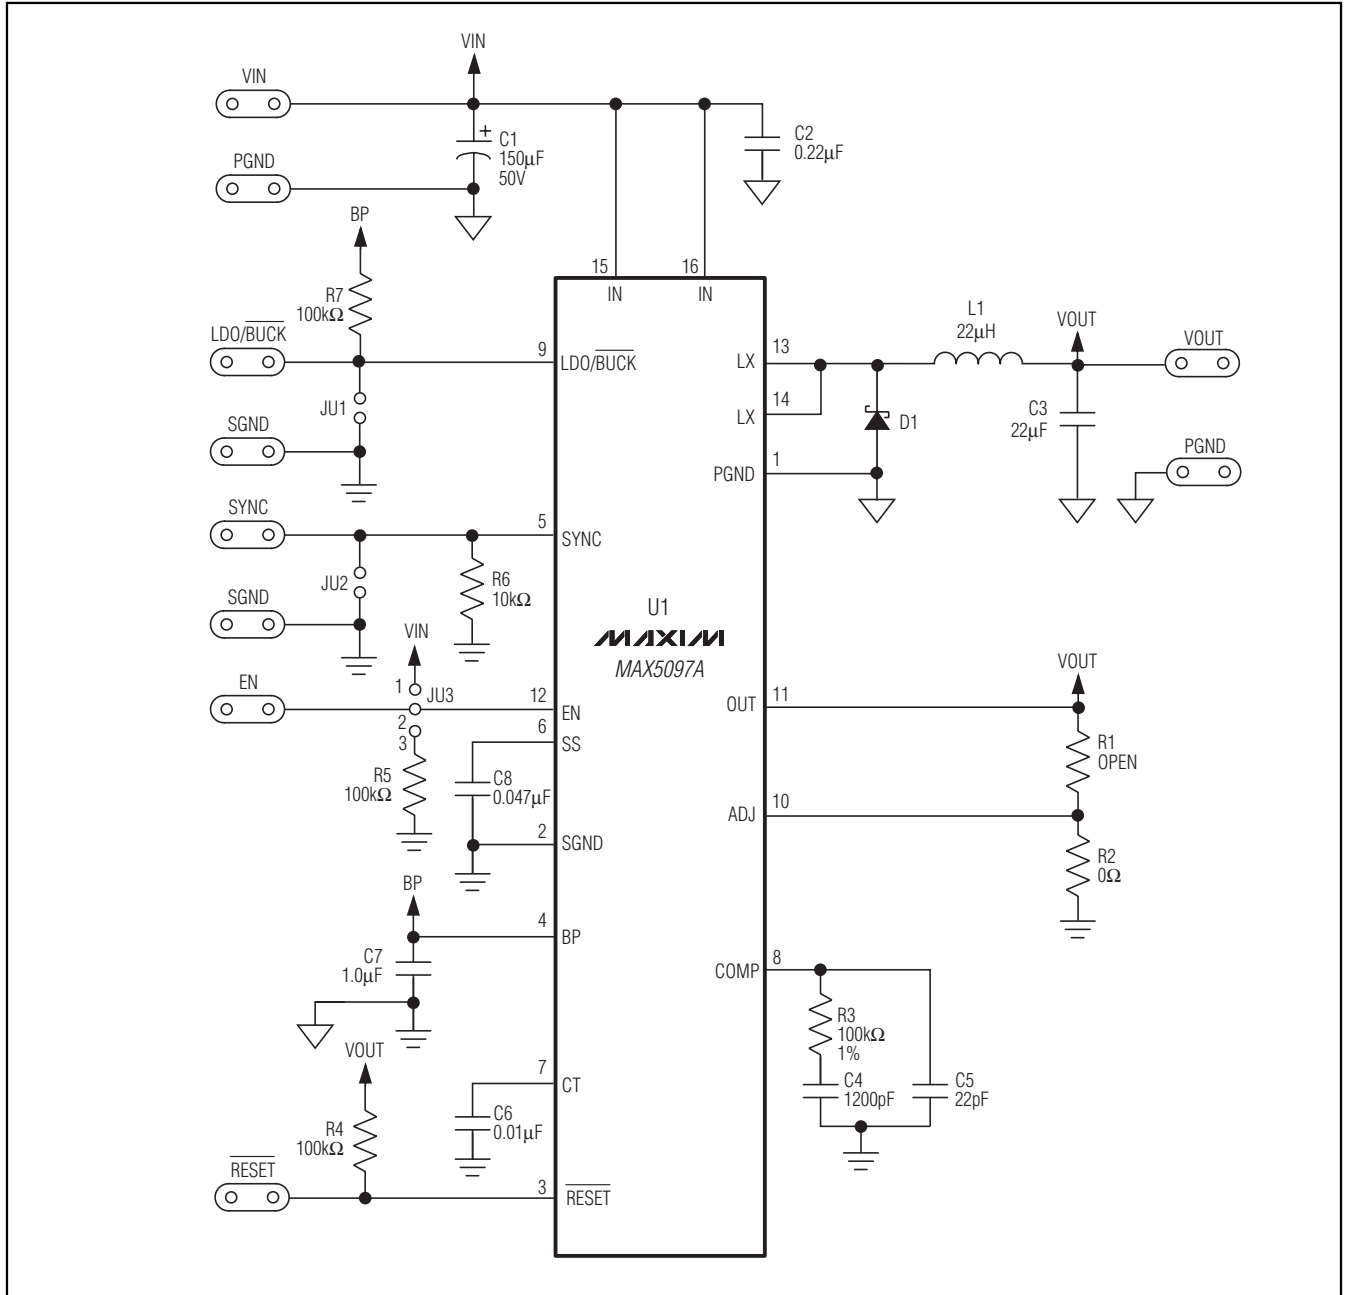 VIN
VIN
+
C1
150µF
50V
C2
0.22µF
PGND
BP
R7
100kΩ
15
16
IN
IN
LDO/BUCK
9
LDO/BUCK
JU1
SGND
LX
13
L1
22µH
VOUT
VOUT
14
LX
D1
C3
22µF
PGND
1
PGND
SYNC
5
SYNC
JU2
R6
10kΩ
SGND
U1
MAXIM
MAX5097A
VIN
1
JU3
2
3
EN
12
EN
6
SS
R5
100kΩ
C8
0.047µF
2
SGND
VOUT
OUT
11
R1
OPEN
ADJ
10
R2
0Ω
BP
4
BP
C7
1.0µF
COMP
8
R3
100kΩ
1%
C4
1200pF
C5
22pF
VOUT
7
CT
C6
0.01µF
R4
100kΩ
RESET
3
RESET